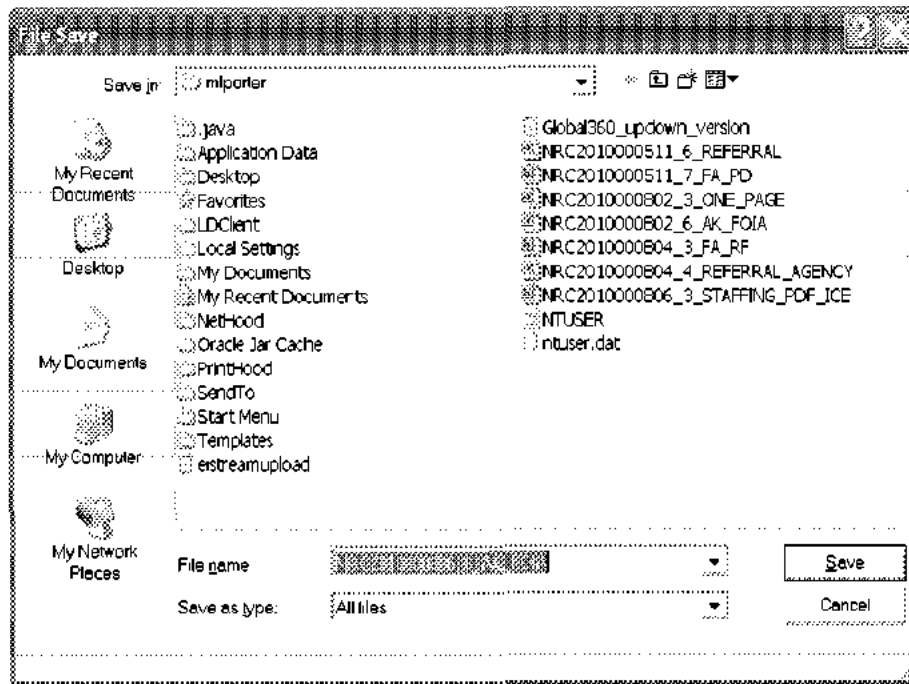 File Save
Save in: mlporter
My Recent Documents
Desktop
My Documents
My Computer
My Network Places
.java
Application Data
Desktop
Favorites
LDClient
Local Settings
My Documents
My Recent Documents
NetHood
Oracle Jar Cache
PrintHood
SendTo
Start Menu
Templates
eistreamupload
Global360_updown_version
NRC2010000511_6_REFERRAL
NRC2010000511_7_FA_PD
NRC2010000802_3_ONE_PAGE
NRC2010000802_6_AK_FOIA
NRC2010000804_3_FA_RF
NRC2010000804_4_REFERRAL_AGENCY
NRC2010000806_3_STAFFING_PDF_ICE
NTUSER
ntuser.dat
File name
Save
Save as type: All files
Cancel